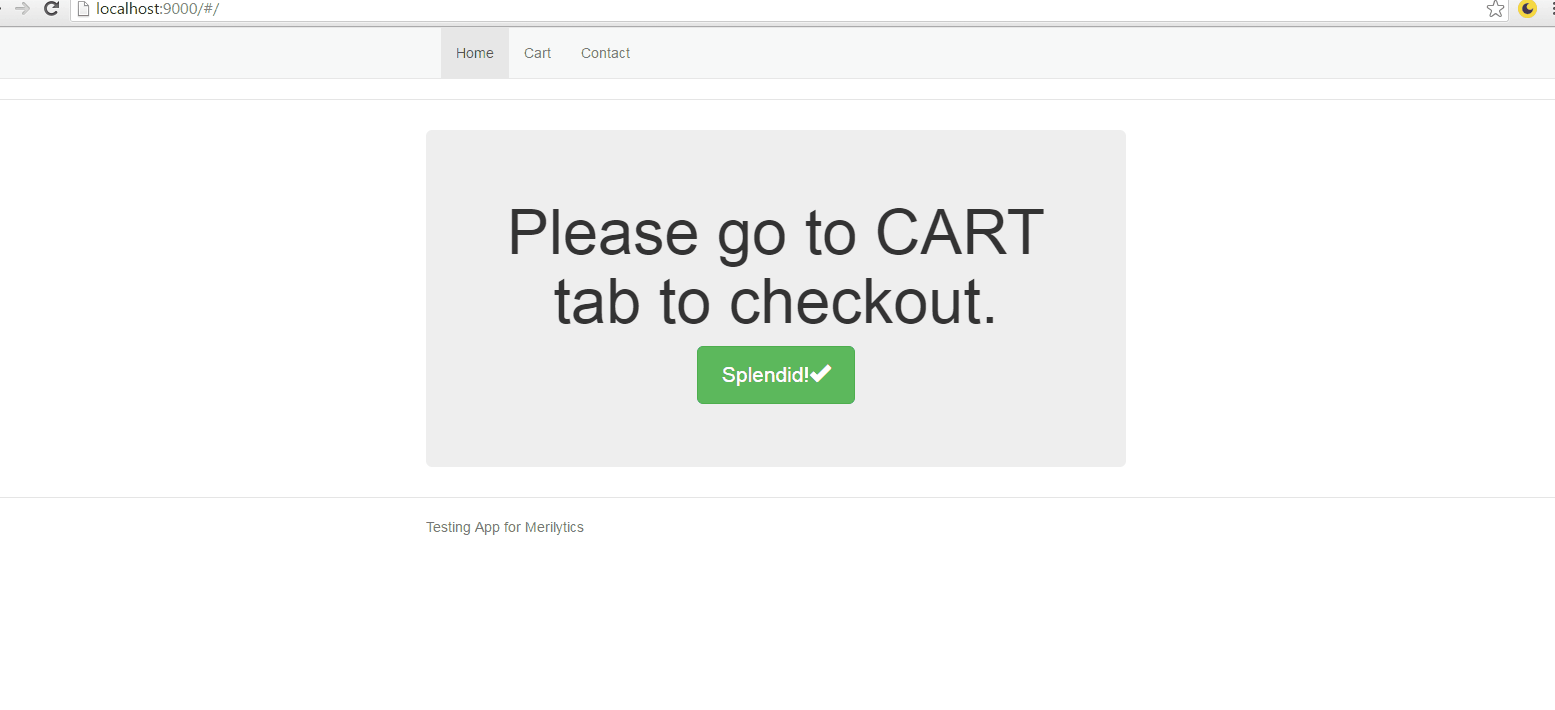 localhost:9000/#/
Home Cart Contact
Please go to CART
tab to checkout.
Splendid!
Testing App for Merilytics